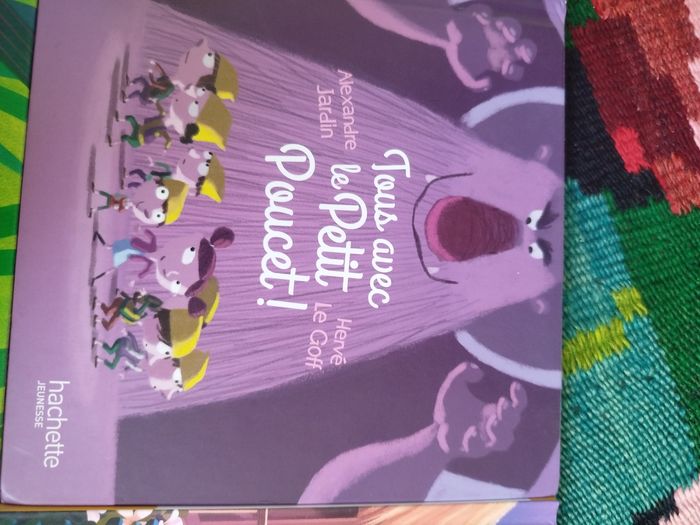 Alexandre
Jardin
Hervé
Le Goff
Tous avec
le Petit
Poucet !
hachette
JEUNESSE